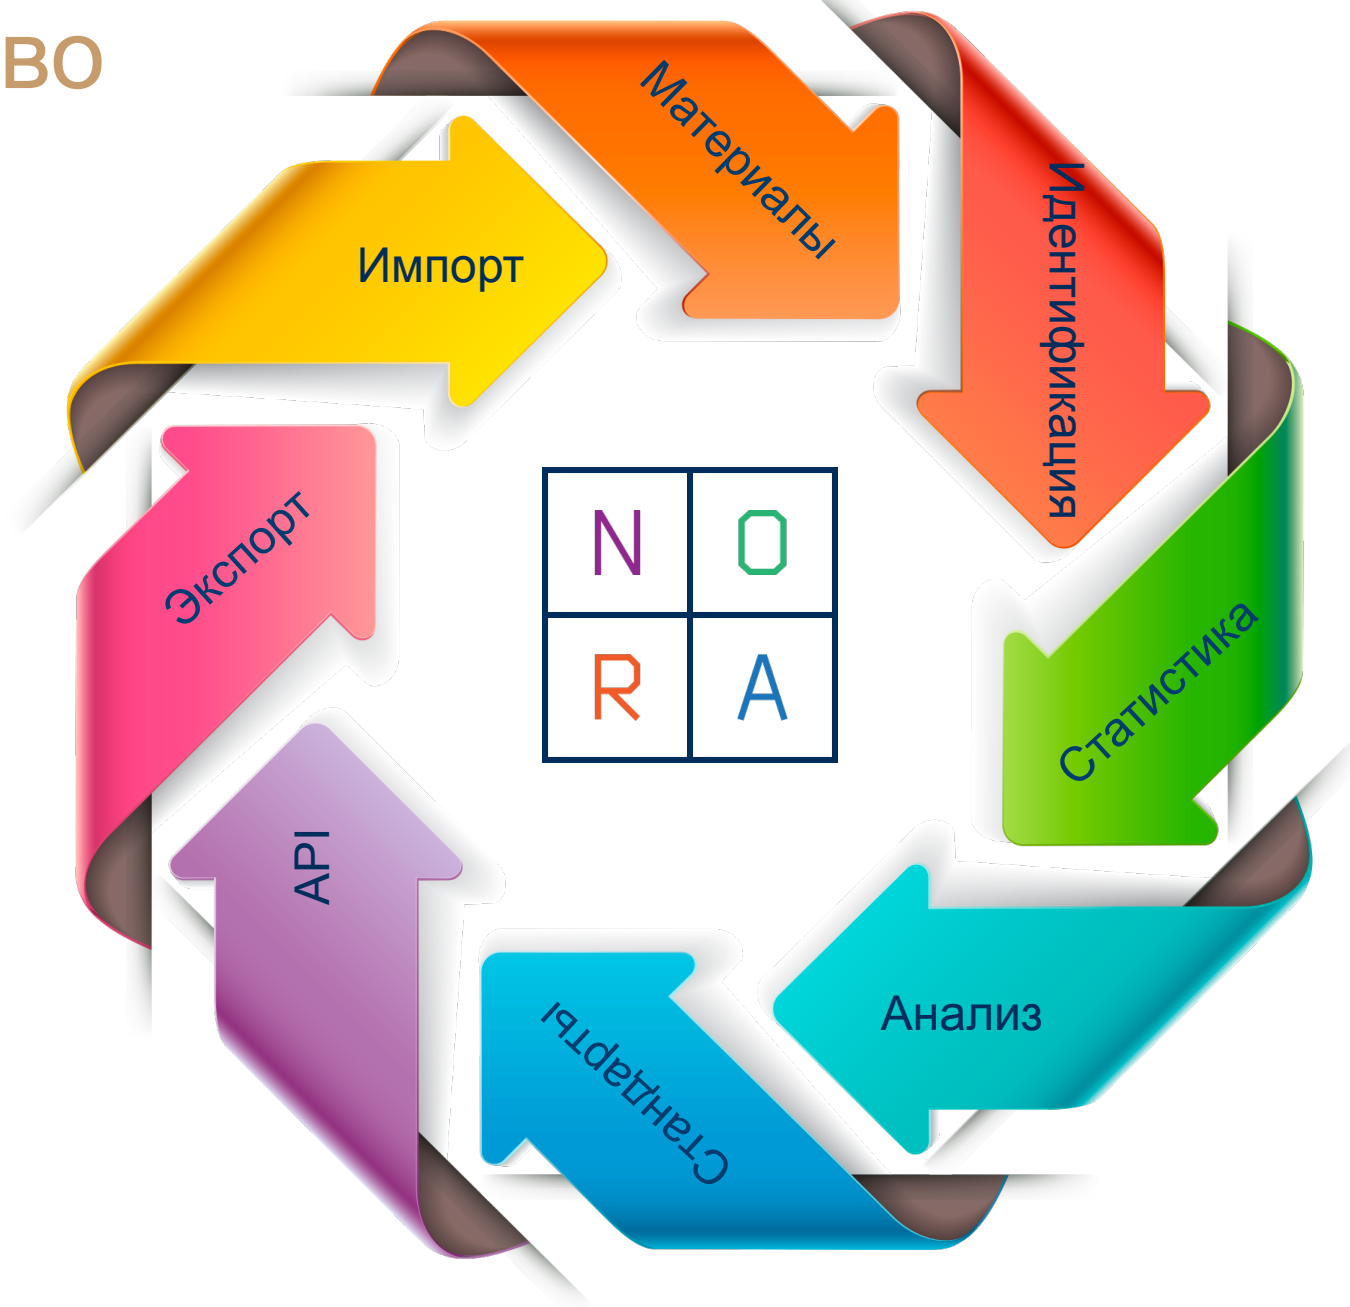 ВО
Импорт
Материалы
Идентификация
Статистика
Анализ
Стандарты
API
Экспорт
N O
R A